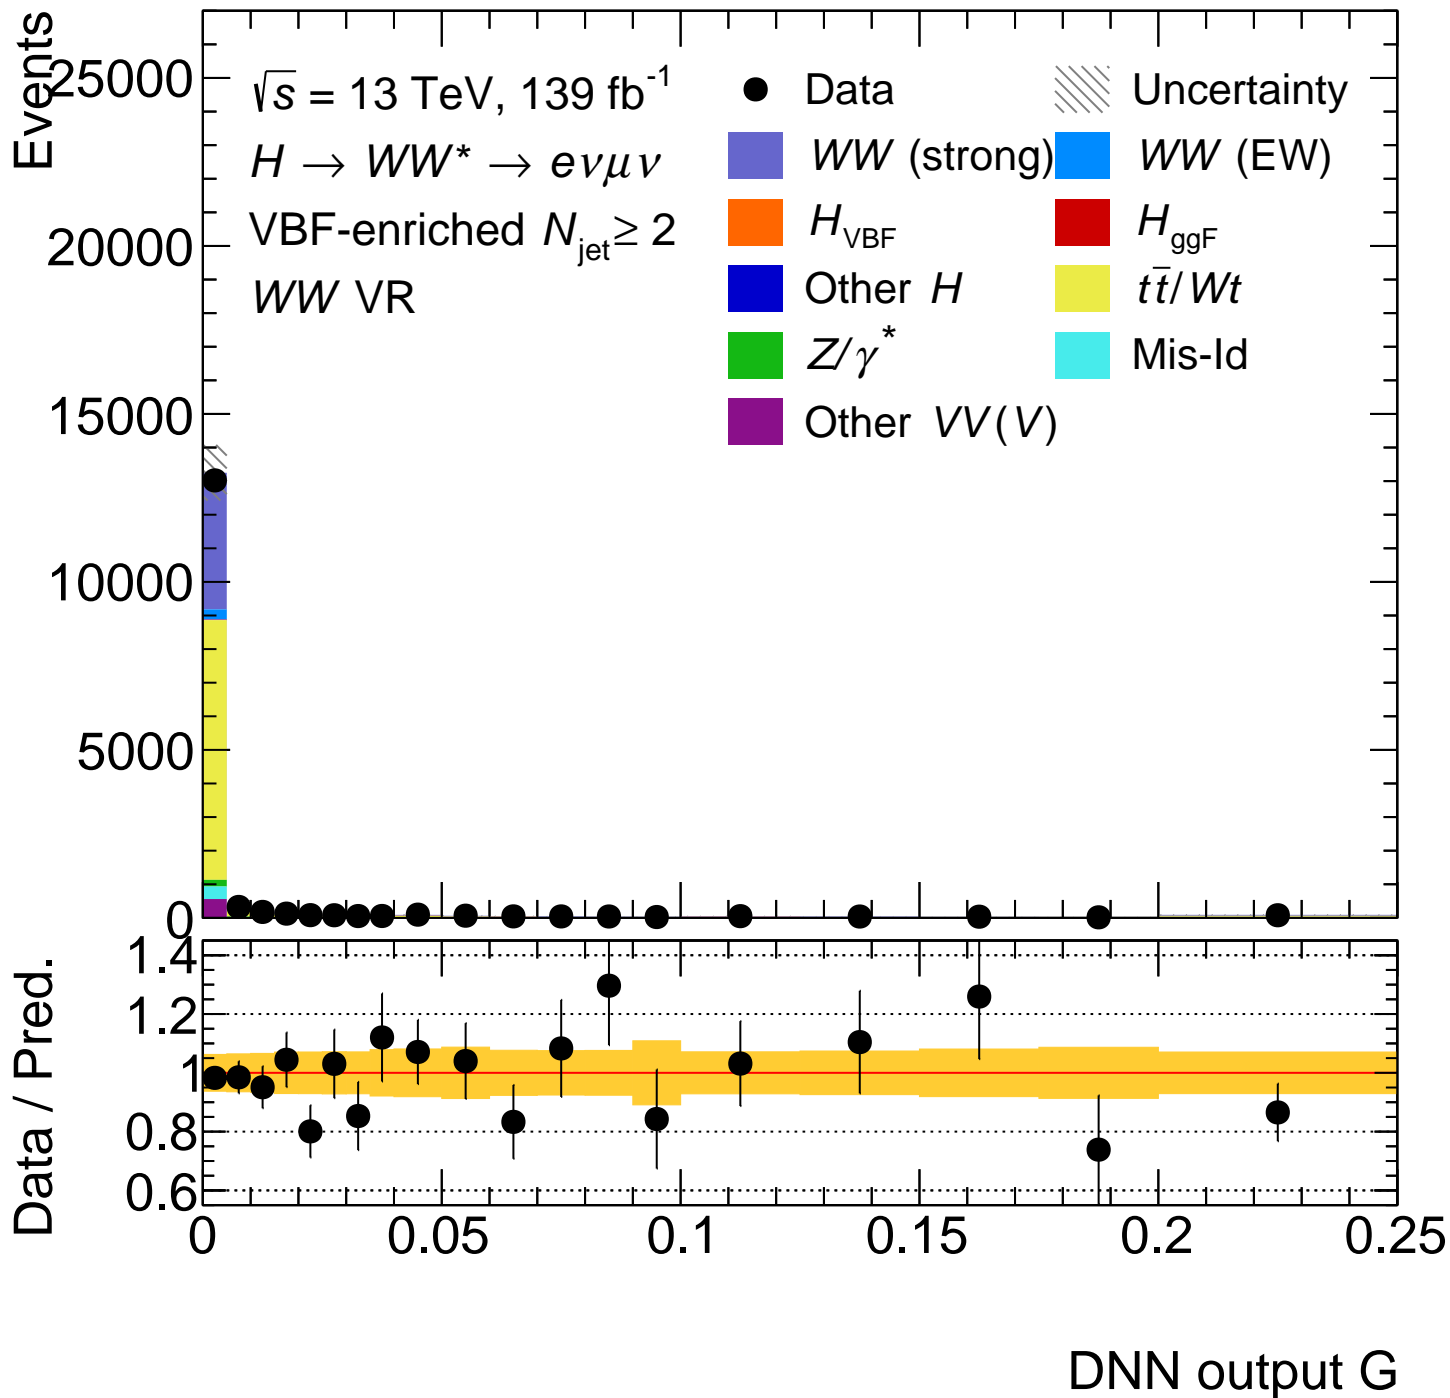 Events
25000
20000
15000
10000
5000
0
√s = 13 TeV, 139 fb⁻¹
H → WW* → eνμν
VBF-enriched N_jet ≥ 2
WW VR
Data
Uncertainty
WW (strong)
WW (EW)
H_VBF
H_ggF
Other H
tt̄/Wt
Z/γ*
Mis-Id
Other VV(V)
Data / Pred.
1.4
1.2
1
0.8
0.6
0 0.05 0.1 0.15 0.2 0.25
DNN output G